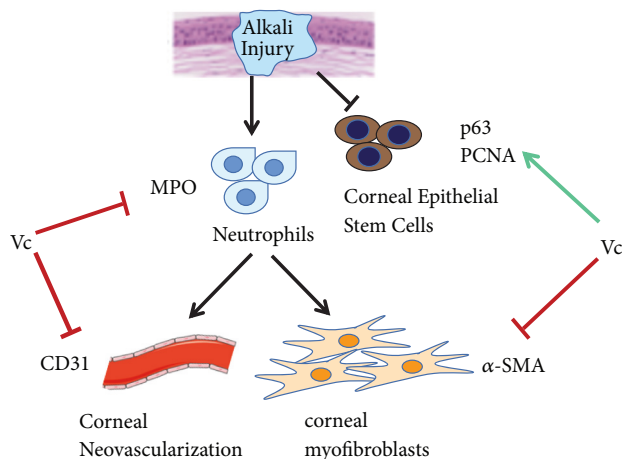 Alkali
Injury
p63
PCNA
MPO
Corneal Epithelial
Stem Cells
Neutrophils
Vc
Vc
CD31
α-SMA
Corneal
Neovascularization
corneal
myofibroblasts